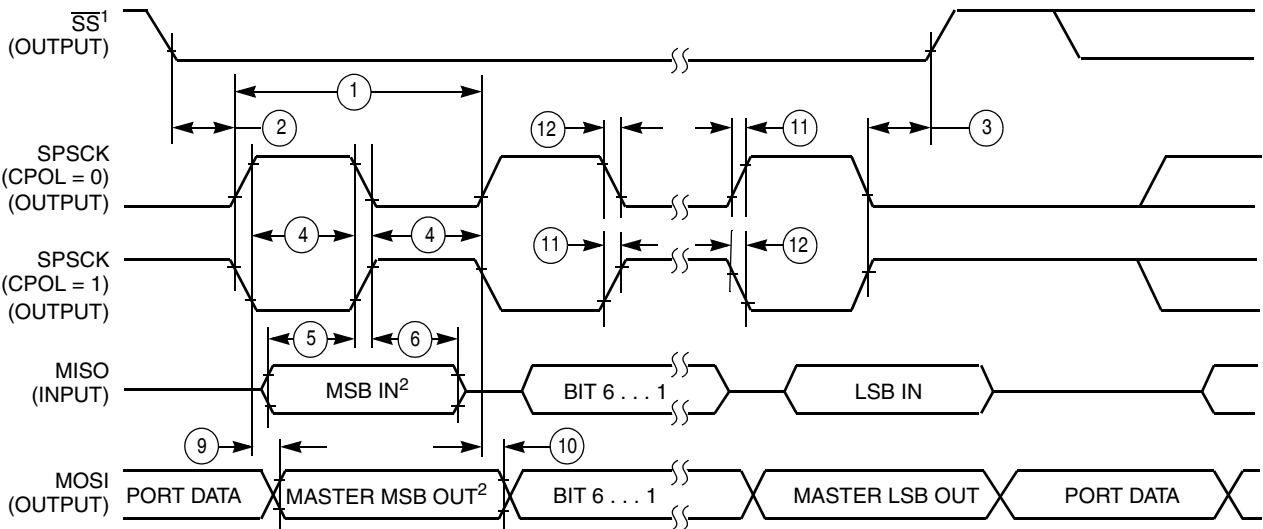 SS¹
(OUTPUT)
1
2
12
11
3
SPSCK
(CPOL = 0)
(OUTPUT)
4
4
11
12
SPSCK
(CPOL = 1)
(OUTPUT)
5
6
MISO
(INPUT)
MSB IN²
BIT 6 . . . 1
LSB IN
9
10
MOSI
(OUTPUT)
PORT DATA
MASTER MSB OUT²
BIT 6 . . . 1
MASTER LSB OUT
PORT DATA